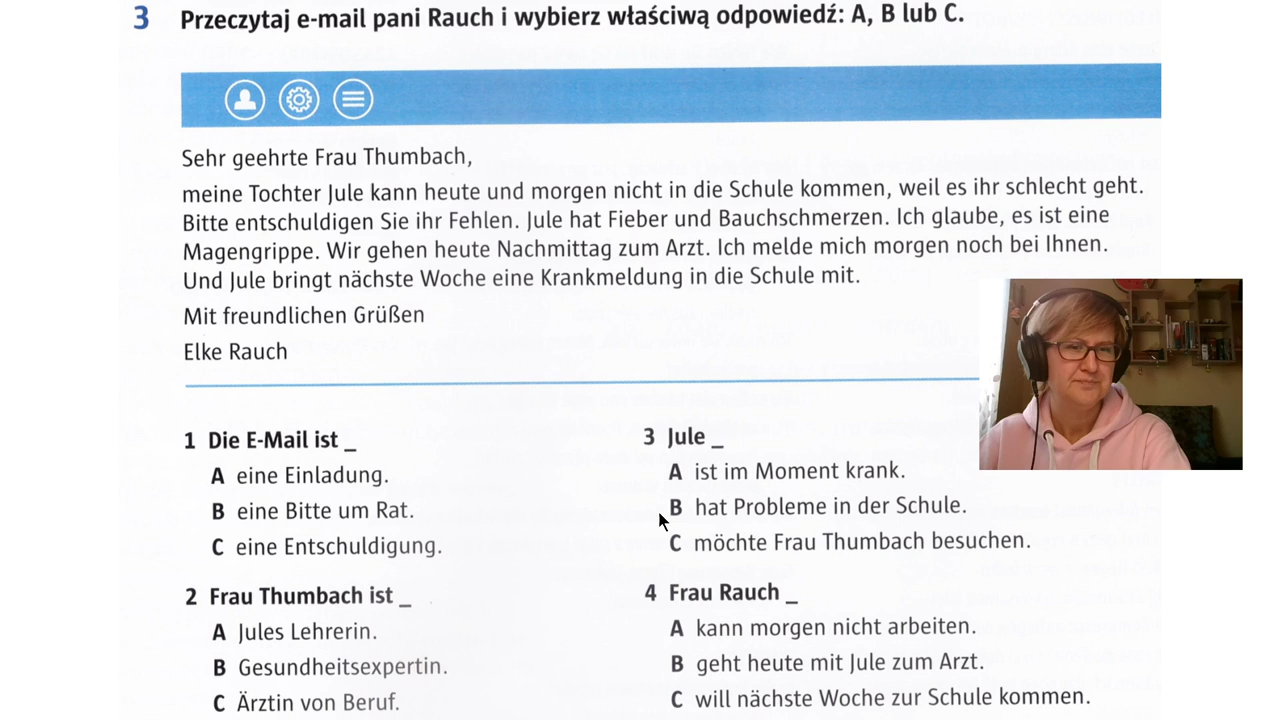 3 Przeczytaj e-mail pani Rauch i wybierz właściwą odpowiedź: A, B lub C.
Sehr geehrte Frau Thumbach,
meine Tochter Jule kann heute und morgen nicht in die Schule kommen, weil es ihr schlecht geht.
Bitte entschuldigen Sie ihr Fehlen. Jule hat Fieber und Bauchschmerzen. Ich glaube, es ist eine
Magengrippe. Wir gehen heute Nachmittag zum Arzt. Ich melde mich morgen noch bei Ihnen.
Und Jule bringt nächste Woche eine Krankmeldung in die Schule mit.
Mit freundlichen Grüßen
Elke Rauch
1 Die E-Mail ist _
A eine Einladung.
B eine Bitte um Rat.
C eine Entschuldigung.
2 Frau Thumbach ist _
A Jules Lehrerin.
B Gesundheitsexpertin.
C Ärztin von Beruf.
3 Jule _
A ist im Moment krank.
B hat Probleme in der Schule.
C möchte Frau Thumbach besuchen.
4 Frau Rauch _
A kann morgen nicht arbeiten.
B geht heute mit Jule zum Arzt.
C will nächste Woche zur Schule kommen.